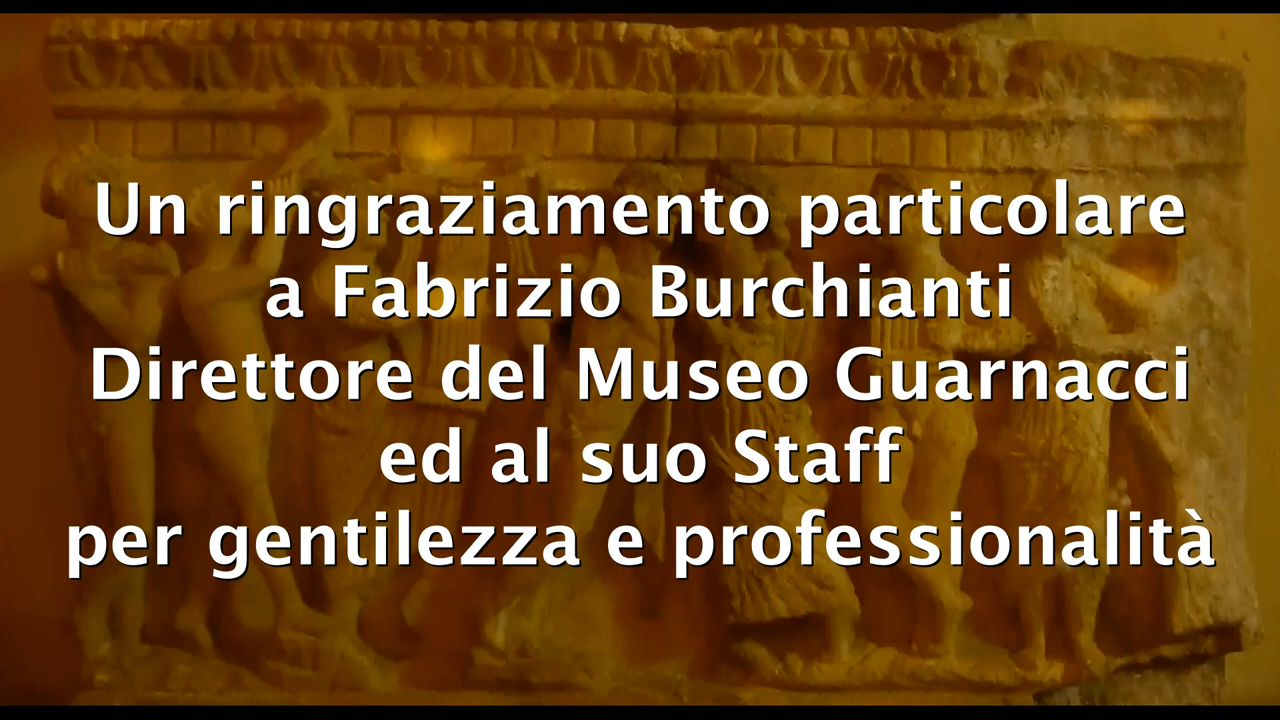 Un ringraziamento particolare
a Fabrizio Burchianti
Direttore del Museo Guarnacci
ed al suo Staff
per gentilezza e professionalità